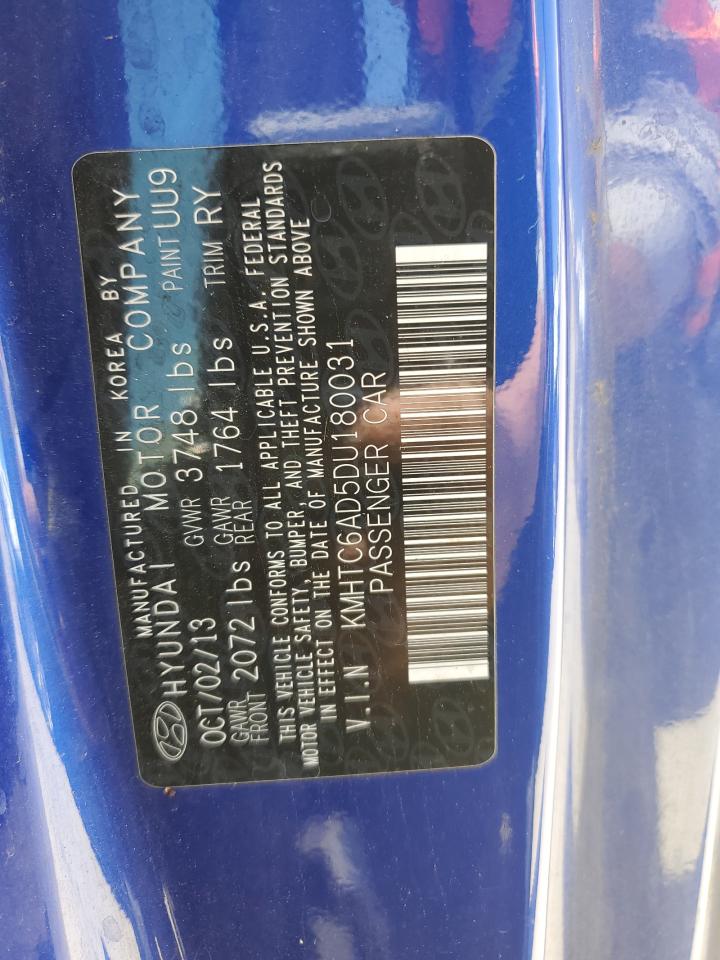 MANUFACTURED IN KOREA BY
HYUNDAI MOTOR COMPANY
OCT/02/13 GVWR 3748 lbs PAINT UU9
GAWR FRONT 2072 lbs GAWR REAR 1764 lbs TRIM RY
THIS VEHICLE CONFORMS TO ALL APPLICABLE U.S.A. FEDERAL
MOTOR VEHICLE SAFETY, BUMPER, AND THEFT PREVENTION STANDARDS
IN EFFECT ON THE DATE OF MANUFACTURE SHOWN ABOVE
V.I.N KMHTC6AD5DU180031
PASSENGER CAR